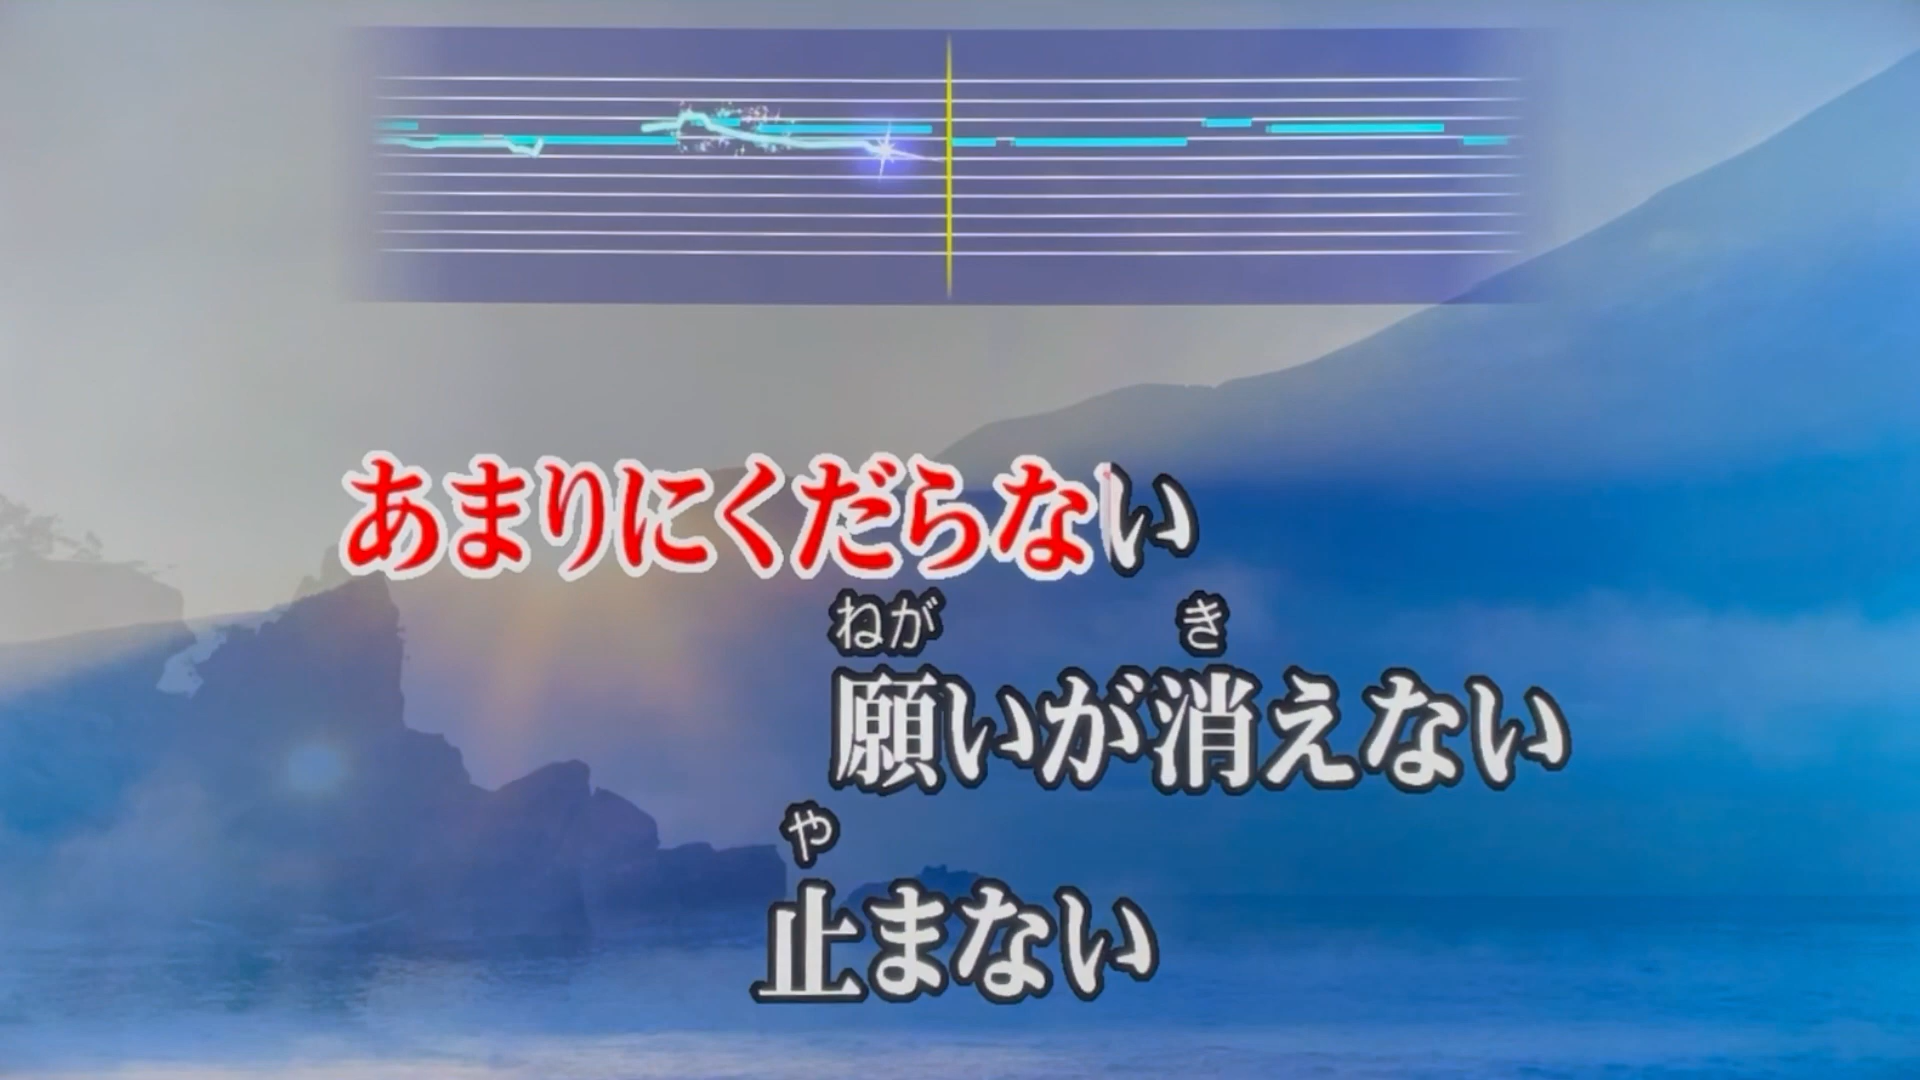 あまりにくだらない
ねが き
願いが消えない
や
止まない